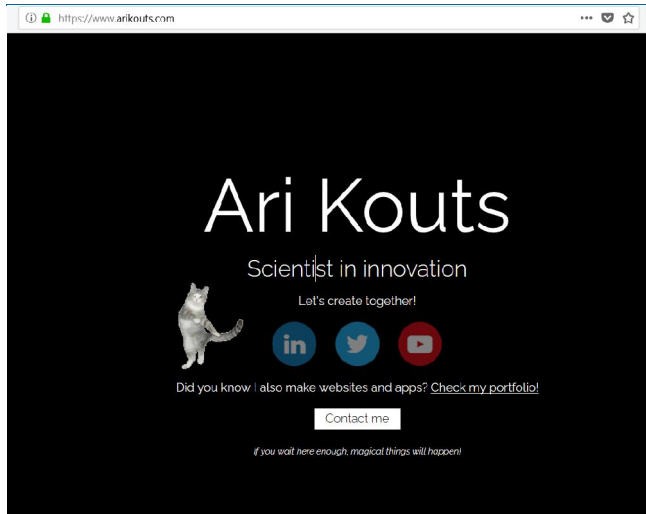 https://www.arikouts.com
Ari Kouts
Scientist in innovation
Let's create together!
in
Did you know I also make websites and apps? Check my portfolio!
Contact me
if you wait here enough, magical things will happen!